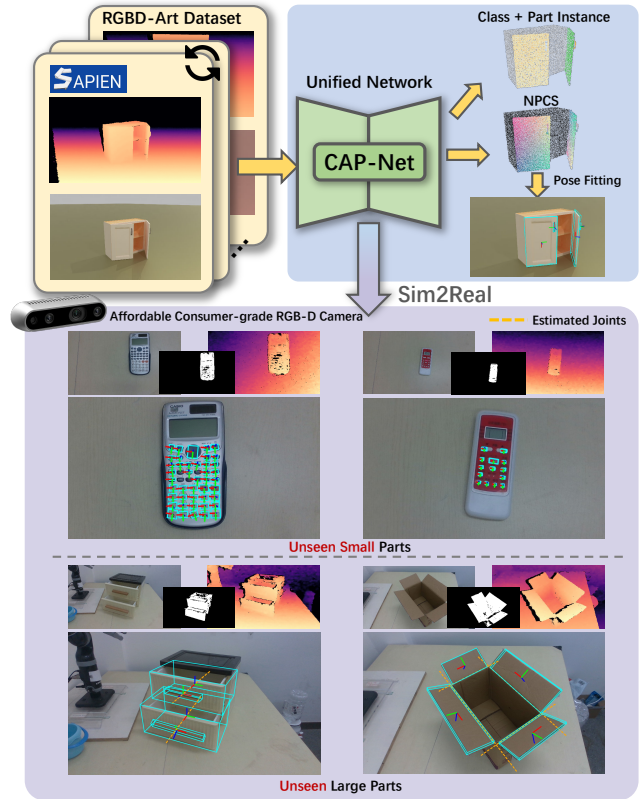 RGBD-Art Dataset
SAPIEN
Unified Network
CAP-Net
Class + Part Instance
NPCS
Pose Fitting
Sim2Real
Affordable Consumer-grade RGB-D Camera
Estimated Joints
Unseen Small Parts
Unseen Large Parts